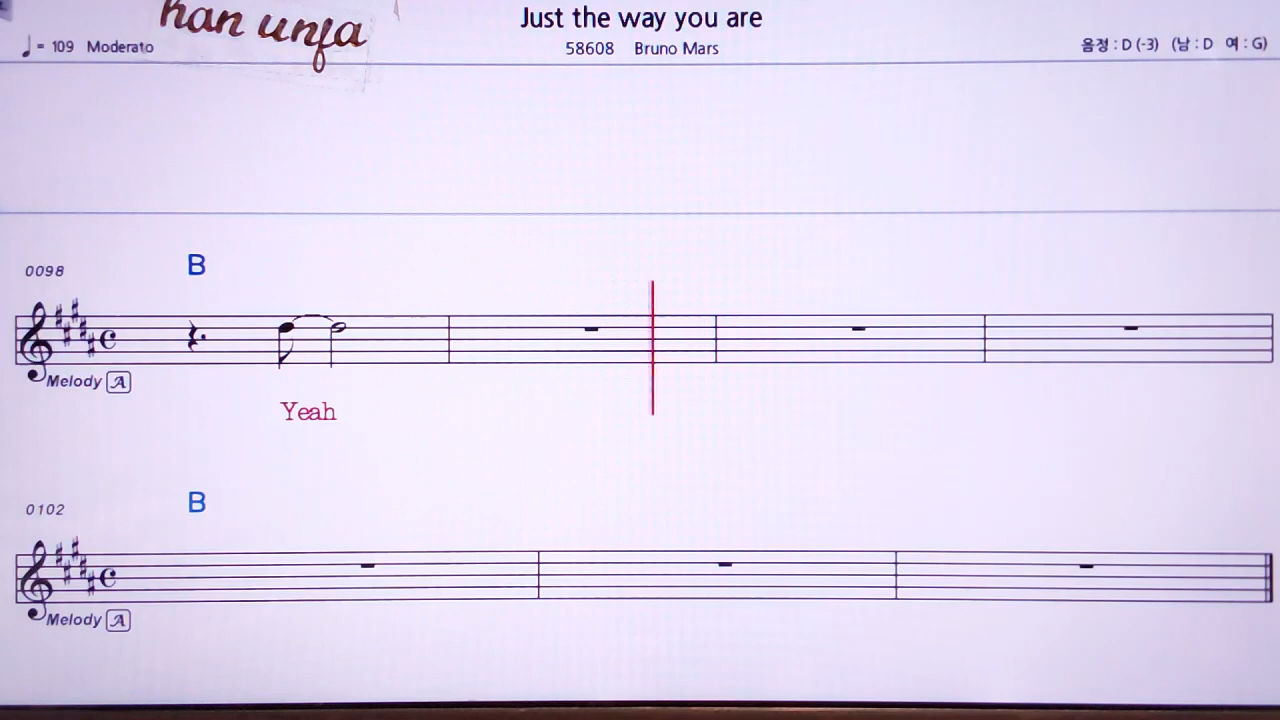 Just the way you are
han unfa
♩ = 109 Moderato
58608 Bruno Mars
음정 : D (-3) (남 : D 여 : G)
0098
B
Melody A
Yeah
0102
B
Melody A